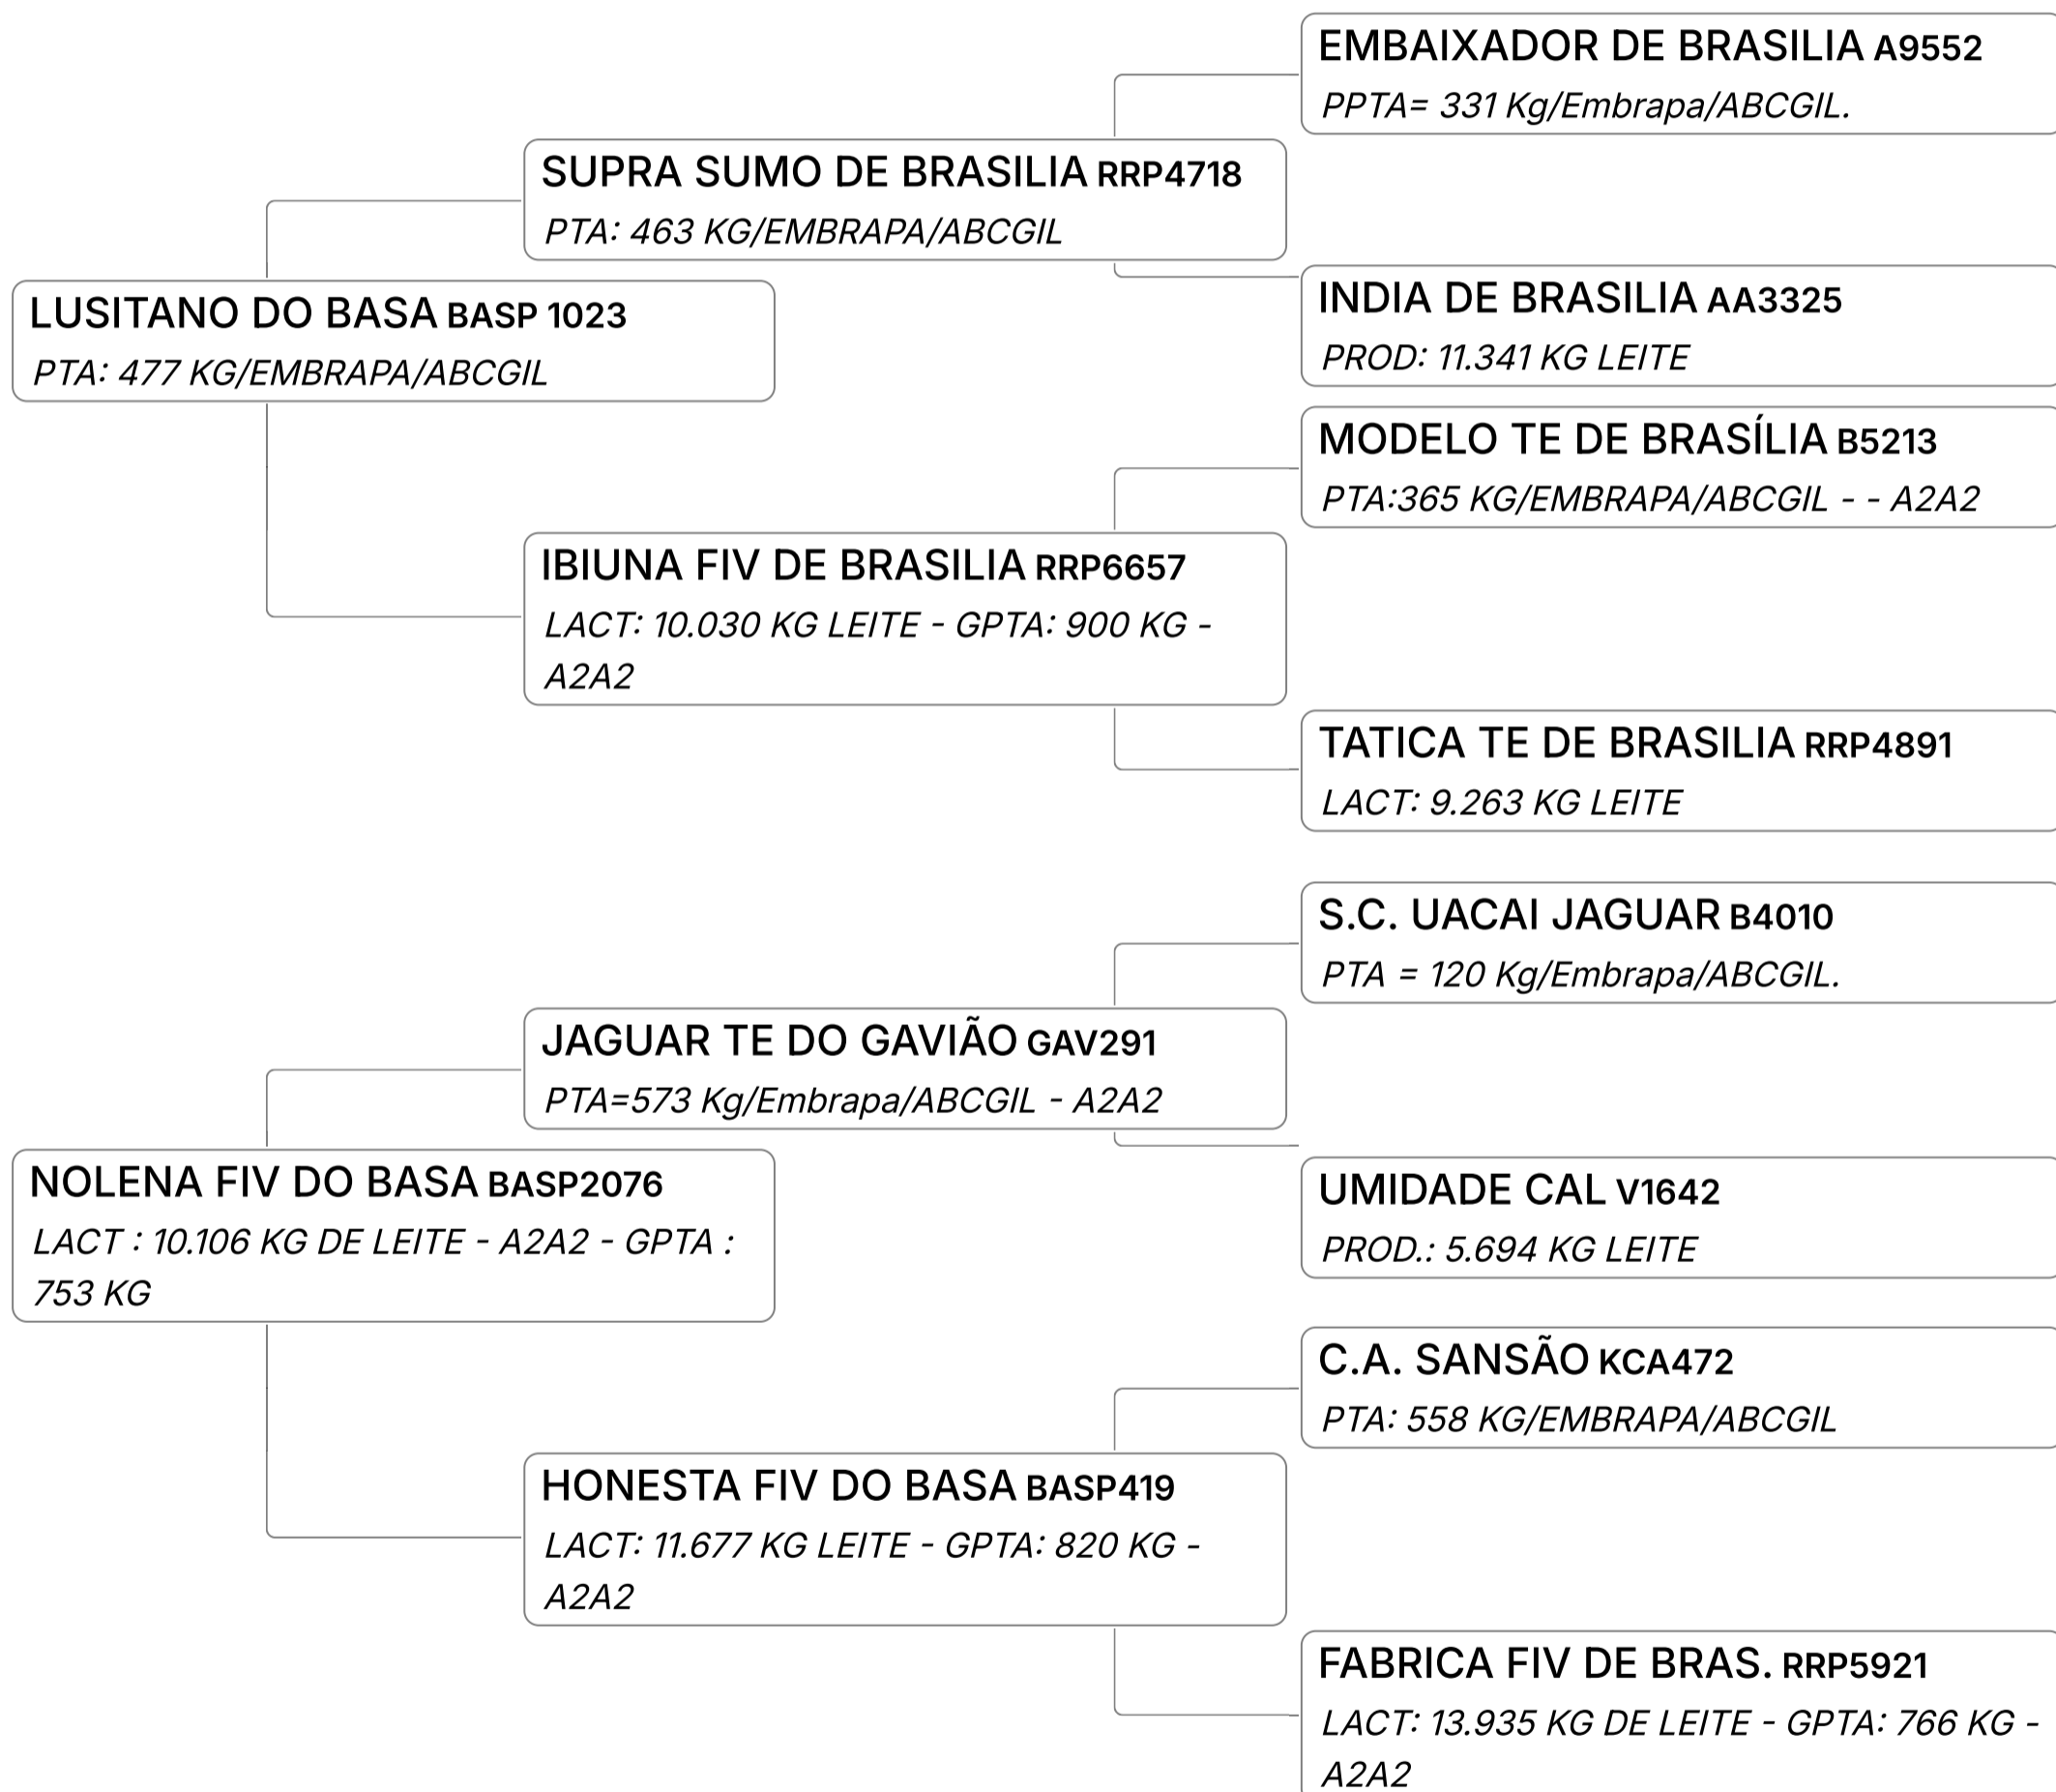 EMBAIXADOR DE BRASILIA A9552
PPTA= 331 Kg/Embrapa/ABCGIL.
SUPRA SUMO DE BRASILIA RRP4718
PTA: 463 KG/EMBRAPA/ABCGIL
INDIA DE BRASILIA AA3325
PROD: 11.341 KG LEITE
LUSITANO DO BASA BASP 1023
PTA: 477 KG/EMBRAPA/ABCGIL
MODELO TE DE BRASÍLIA B5213
PTA:365 KG/EMBRAPA/ABCGIL - - A2A2
IBIUNA FIV DE BRASILIA RRP6657
LACT: 10.030 KG LEITE - GPTA: 900 KG -
A2A2
TATICA TE DE BRASILIA RRP4891
LACT: 9.263 KG LEITE
S.C. UACAI JAGUAR B4010
PTA = 120 Kg/Embrapa/ABCGIL.
JAGUAR TE DO GAVIÃO GAV291
PTA=573 Kg/Embrapa/ABCGIL - A2A2
UMIDADE CAL V1642
PROD.: 5.694 KG LEITE
NOLENA FIV DO BASA BASP2076
LACT : 10.106 KG DE LEITE - A2A2 - GPTA :
753 KG
C.A. SANSÃO KCA472
PTA: 558 KG/EMBRAPA/ABCGIL
HONESTA FIV DO BASA BASP419
LACT: 11.677 KG LEITE - GPTA: 820 KG -
A2A2
FABRICA FIV DE BRAS. RRP5921
LACT: 13.935 KG DE LEITE - GPTA: 766 KG -
A2A2